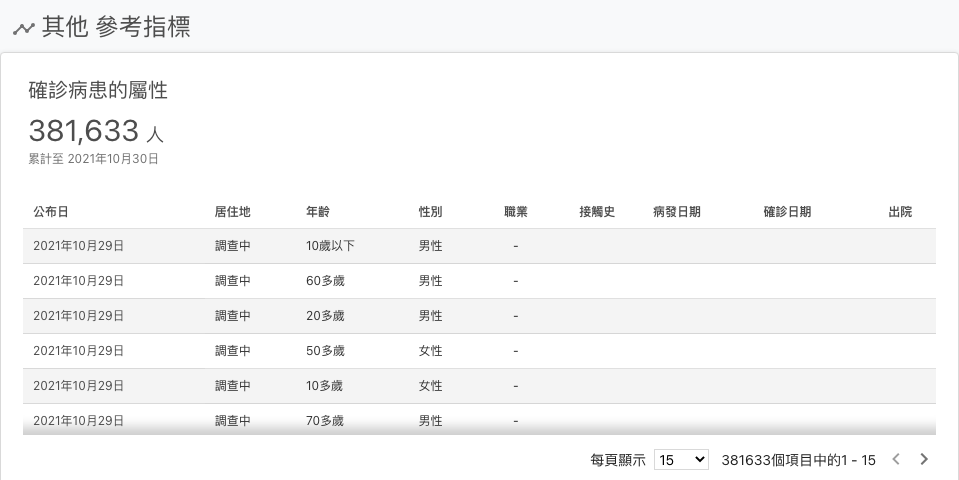 其他 參考指標
確診病患的屬性
381,633 人
累計至 2021年10月30日
公布日 居住地 年齡 性別 職業 接觸史 病發日期 確診日期 出院
2021年10月29日 調查中 10歲以下 男性 -
2021年10月29日 調查中 60多歲 男性 -
2021年10月29日 調查中 20多歲 男性 -
2021年10月29日 調查中 50多歲 女性 -
2021年10月29日 調查中 10多歲 女性 -
2021年10月29日 調查中 70多歲 男性 -
每頁顯示 15 381633個項目中的1 - 15